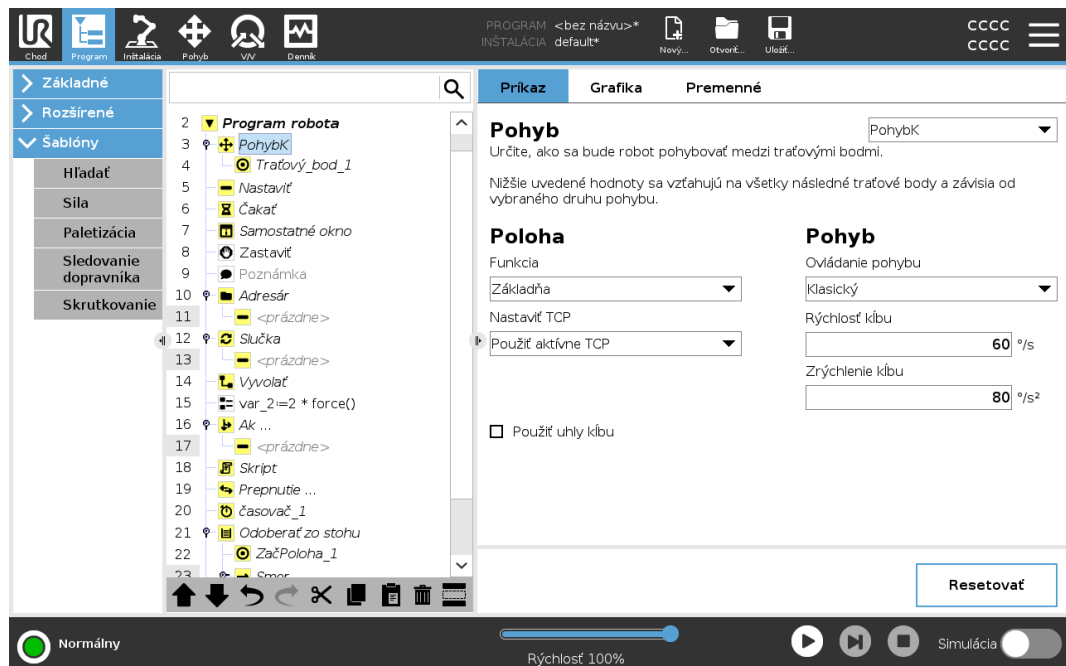 PROGRAM <bez názvu>*
INŠTALÁCIA default*
CCCC
CCCC
Chod
Program
Inštalácia
Pohyb
V/V
Denník
Nový...
Otvoriť...
Uložiť...
Základné
Rozšírené
Šablóny
Hľadať
Sila
Paletizácia
Sledovanie
dopravníka
Skrutkovanie
2 Program robota
3 PohybK
4 Traťový_bod_1
5 Nastaviť
6 Čakať
7 Samostatné okno
8 Zastaviť
9 Poznámka
10 Adresár
11 <prázdne>
12 Slučka
13 <prázdne>
14 Vyvolať
15 var_2≔2 * force()
16 Ak ...
17 <prázdne>
18 Skript
19 Prepnutie ...
20 časovač_1
21 Odoberať zo stohu
22 ZačPoloha_1
23 Smer
Príkaz
Grafika
Premenné
Pohyb
PohybK
Určite, ako sa bude robot pohybovať medzi traťovými bodmi.
Nižšie uvedené hodnoty sa vzťahujú na všetky následné traťové body a závisia od
vybraného druhu pohybu.
Poloha
Funkcia
Základňa
Nastaviť TCP
Použiť aktívne TCP
Použiť uhly kĺbu
Pohyb
Ovládanie pohybu
Klasický
Rýchlosť kĺbu
60 °/s
Zrýchlenie kĺbu
80 °/s²
Resetovať
Normálny
Rýchlosť 100%
Simulácia